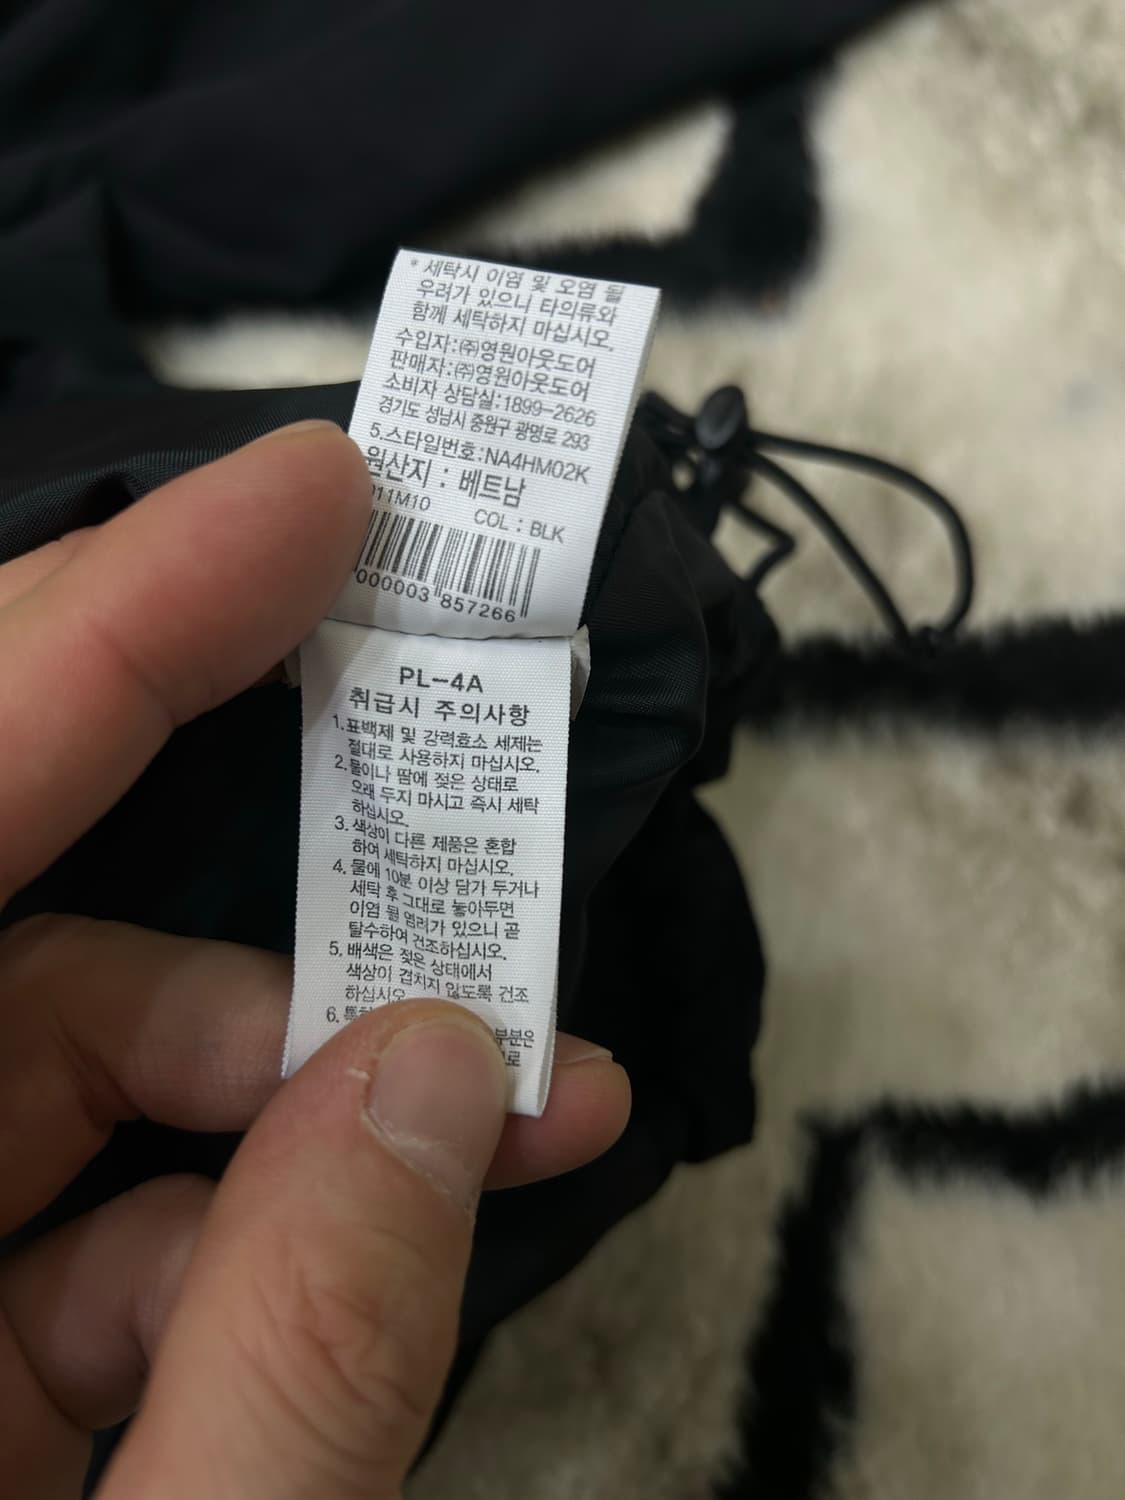 * 세탁시 이염 및 오염 될
우려가 있으니 타의류와
함께 세탁하지 마십시오.
수입자:㈜영원아웃도어
판매자:㈜영원아웃도어
소비자 상담실:1899-2626
경기도 성남시 중원구 광명로 293
5.스타일번호:NA4HM02K
원산지 : 베트남
011M10 COL : BLK
000003 857266
PL-4A
취급시 주의사항
1.표백제 및 강력효소 세제는
절대로 사용하지 마십시오.
2.물이나 땀에 젖은 상태로
오래 두지 마시고 즉시 세탁
하십시오.
3.색상이 다른 제품은 혼합
하여 세탁하지 마십시오.
4.물에 10분 이상 담가 두거나
세탁 후 그대로 놓아두면
이염 될 염려가 있으니 곧
탈수하여 건조하십시오.
5.배색은 젖은 상태에서
색상이 겹치지 않도록 건조
하십시오
6. 부분은